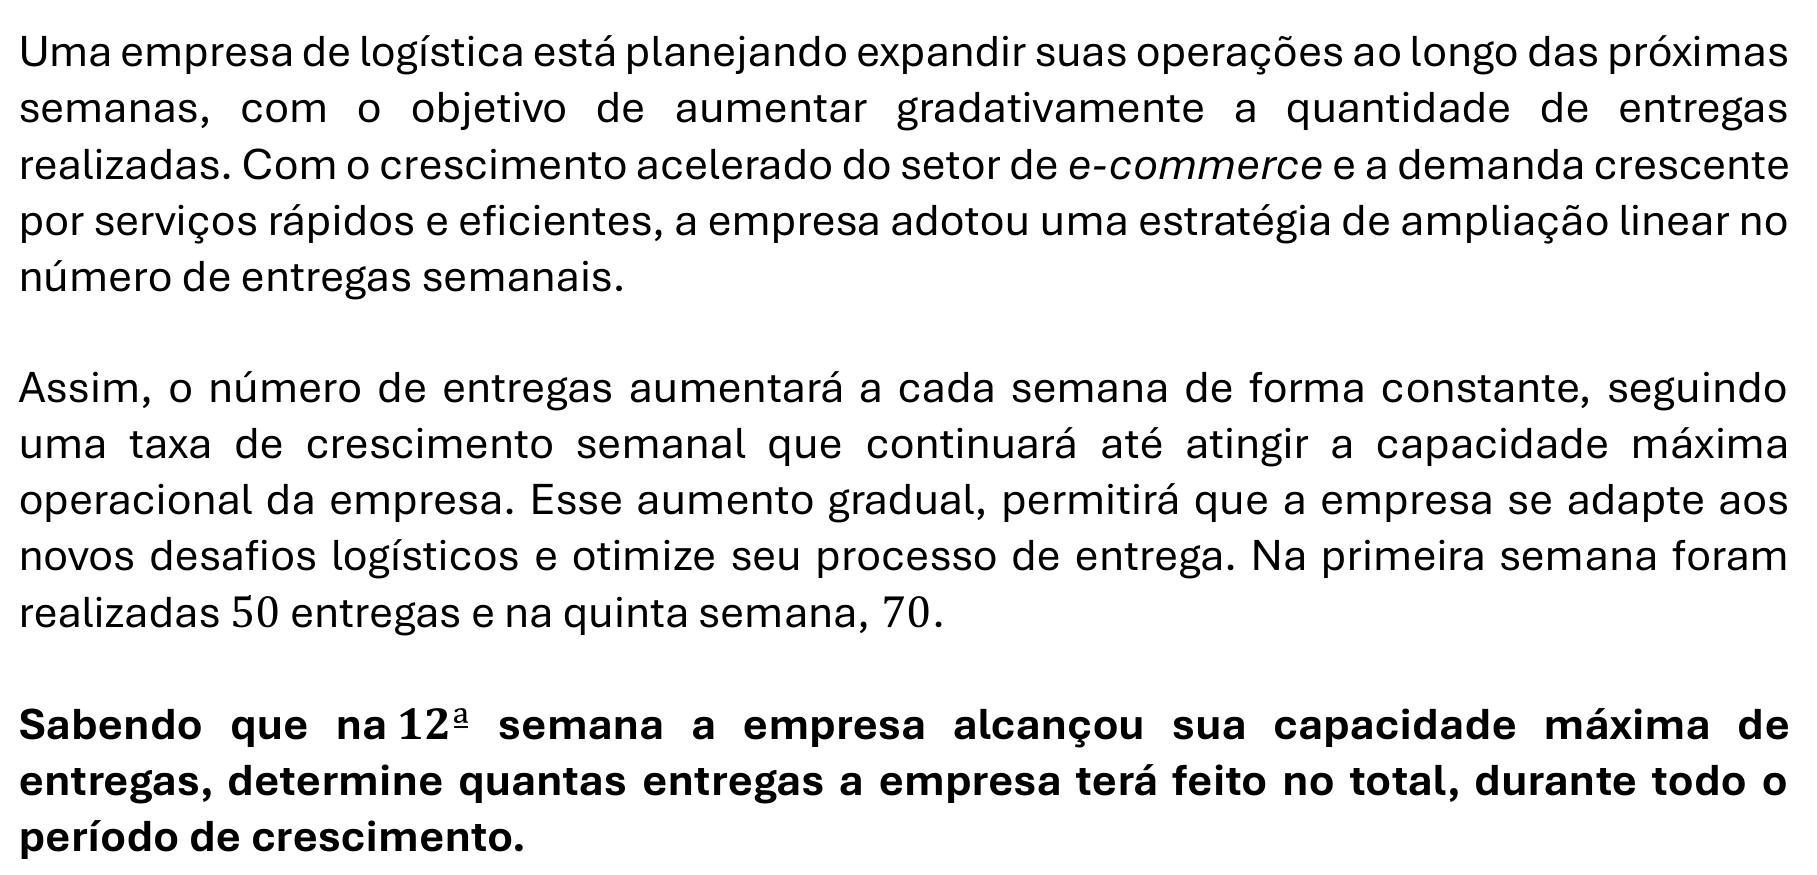 Uma empresa de logística está planejando expandir suas operações ao longo das próximas
semanas, com o objetivo de aumentar gradativamente a quantidade de entregas
realizadas. Com o crescimento acelerado do setor de e-commerce e a demanda crescente
por serviços rápidos e eficientes, a empresa adotou uma estratégia de ampliação linear no
número de entregas semanais.
Assim, o número de entregas aumentará a cada semana de forma constante, seguindo
uma taxa de crescimento semanal que continuará até atingir a capacidade máxima
operacional da empresa. Esse aumento gradual, permitirá que a empresa se adapte aos
novos desafios logísticos e otimize seu processo de entrega. Na primeira semana foram
realizadas 50 entregas e na quinta semana, 70.
Sabendo que na 12ª semana a empresa alcançou sua capacidade máxima de
entregas, determine quantas entregas a empresa terá feito no total, durante todo o
período de crescimento.